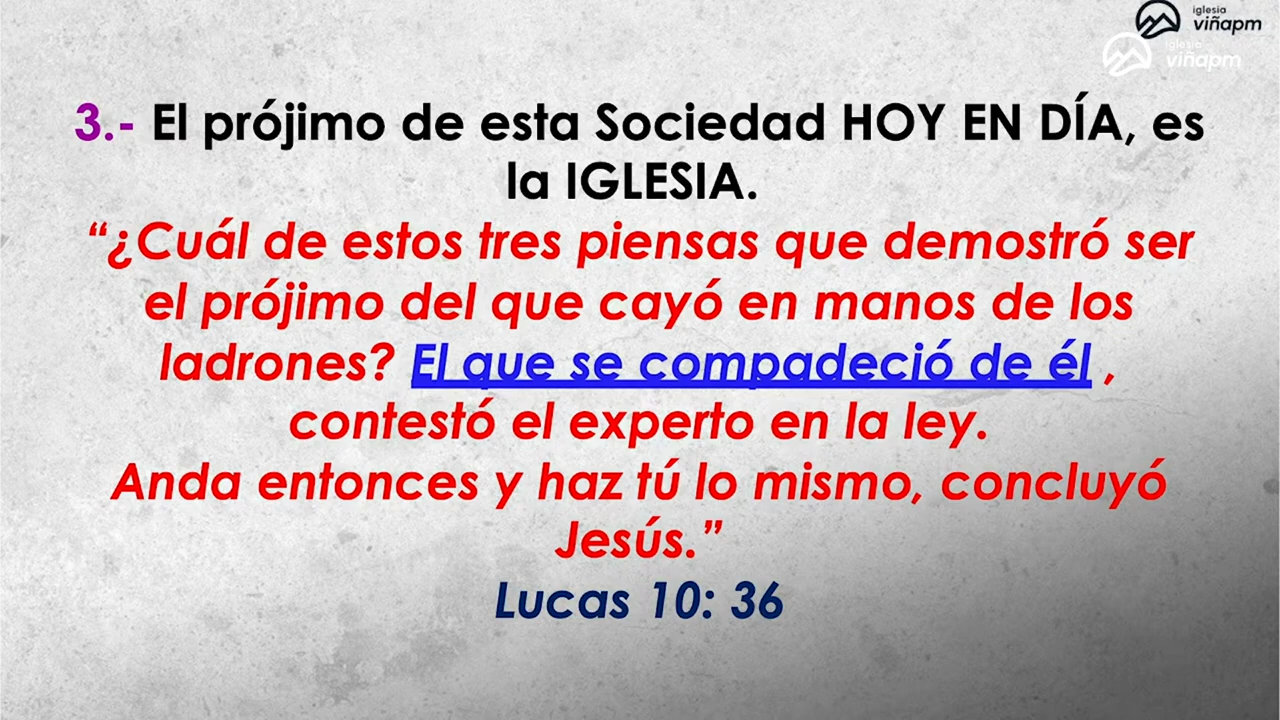 iglesia
viñapm
iglesia
viñapm
3.- El prójimo de esta Sociedad HOY EN DÍA, es
la IGLESIA.
“¿Cuál de estos tres piensas que demostró ser
el prójimo del que cayó en manos de los
ladrones? El que se compadeció de él ,
contestó el experto en la ley.
Anda entonces y haz tú lo mismo, concluyó
Jesús.”
Lucas 10: 36